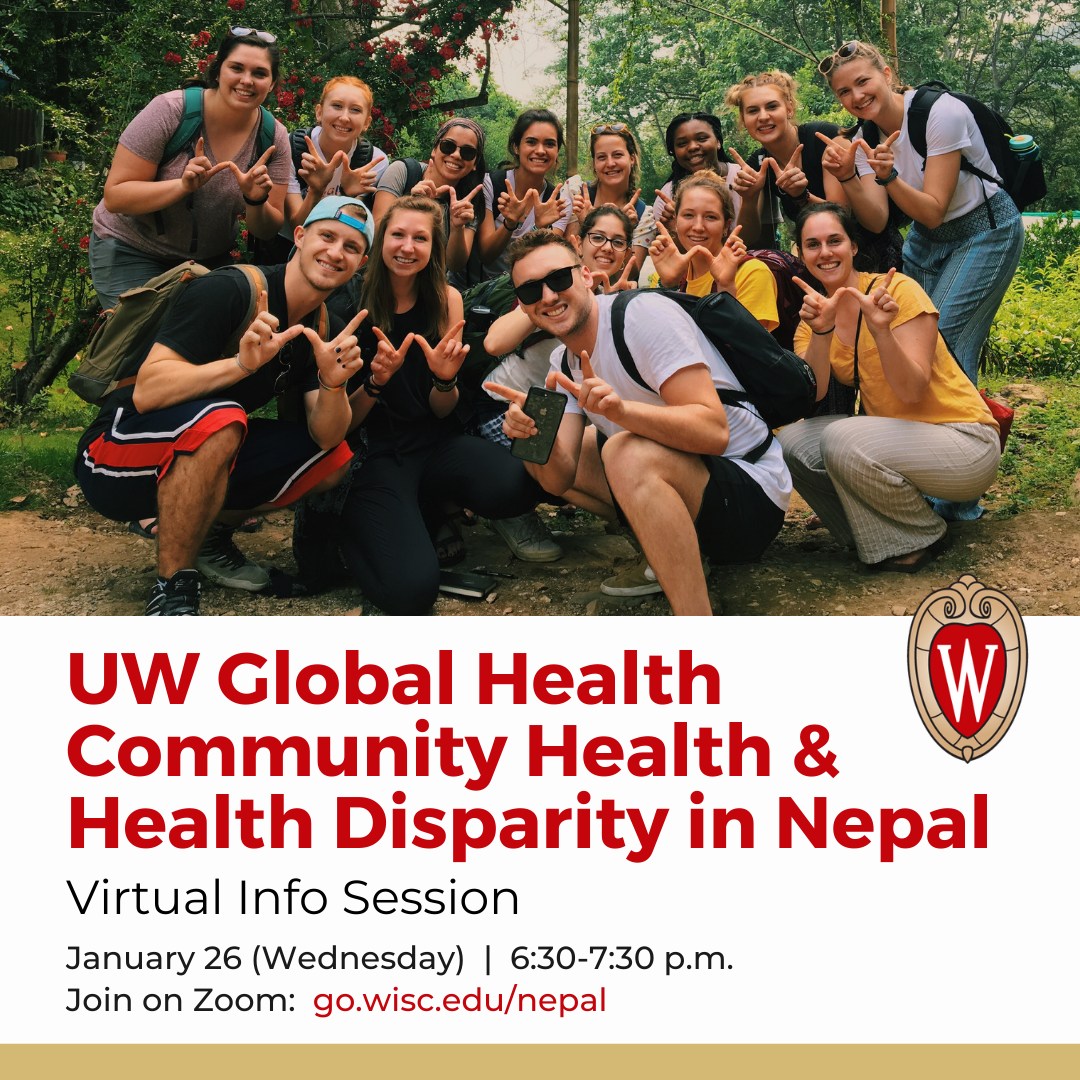 UW Global Health
Community Health &
Health Disparity in Nepal
W
Virtual Info Session
January 26 (Wednesday) | 6:30-7:30 p.m.
Join on Zoom: go.wisc.edu/nepal